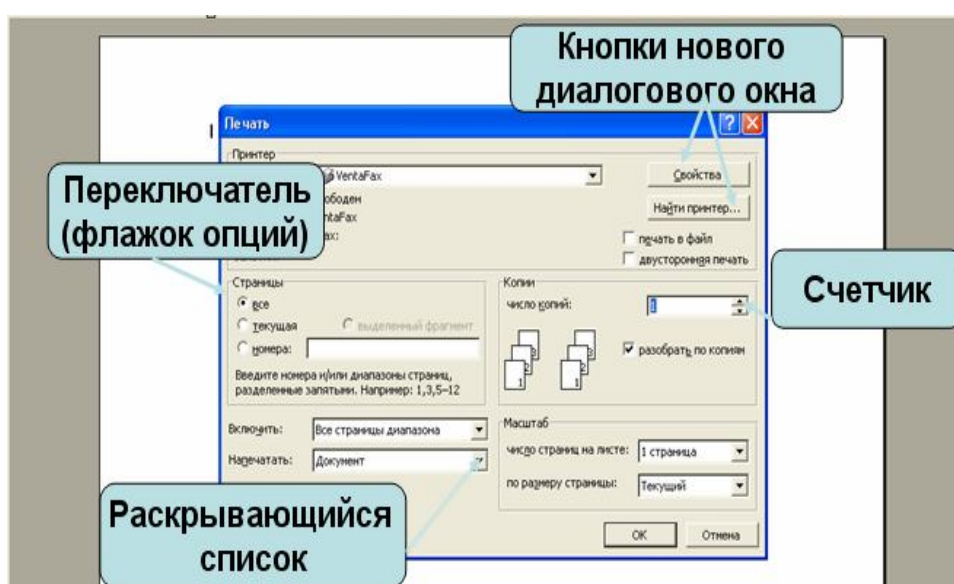 Кнопки нового
диалогового окна
Печать
Принтер
VentaFax
Свойства
Переключатель
(флажок опций)
Найти принтер...
печать в файл
двусторонняя печать
Страницы
Копии
все
число копий:
1
Счетчик
текущая
выделенный фрагмент
номера:
разобрать по копиям
Введите номера и/или диапазоны страниц,
разделенные запятыми. Например: 1,3,5–12
Включить:
Все страницы диапазона
Масштаб
Напечатать:
Документ
число страниц на листе:
1 страница
по размеру страницы:
Текущий
Раскрывающийся
список
OK
Отмена